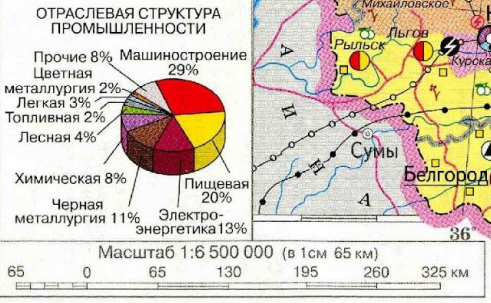 ОТРАСЛЕВАЯ СТРУКТУРА
ПРОМЫШЛЕННОСТИ
Прочие 8%
Машиностроение
29%
Цветная
металлургия 2%
Легкая 3%
Топливная 2%
Лесная 4%
Химическая 8%
Черная
металлургия 11%
Электро-
энергетика 13%
Пищевая
20%
Михайловское
Рыльск
Льгов
Курская
А
И
Н
А
Сумы
Белгород
36°
Масштаб 1:6 500 000 (в 1см 65 км)
65 0 65 130 195 260 325 км